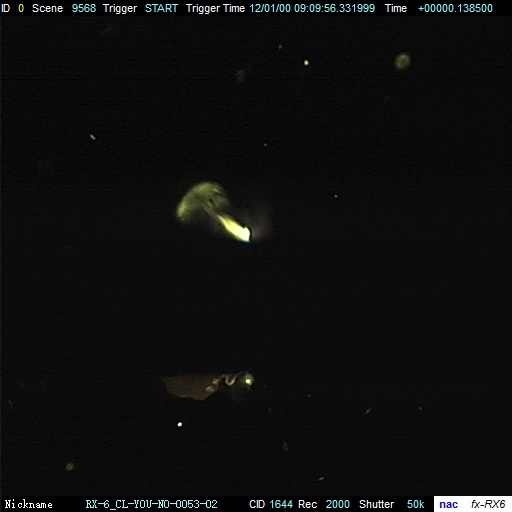 ID 0 Scene 9568 Trigger START Trigger Time 12/01/00 09:09:56.331999 Time +00000.138500
Nickname RX-6_CL-YOU-NO-0053-02 CID 1644 Rec 2000 Shutter 50k nac fx-RX6